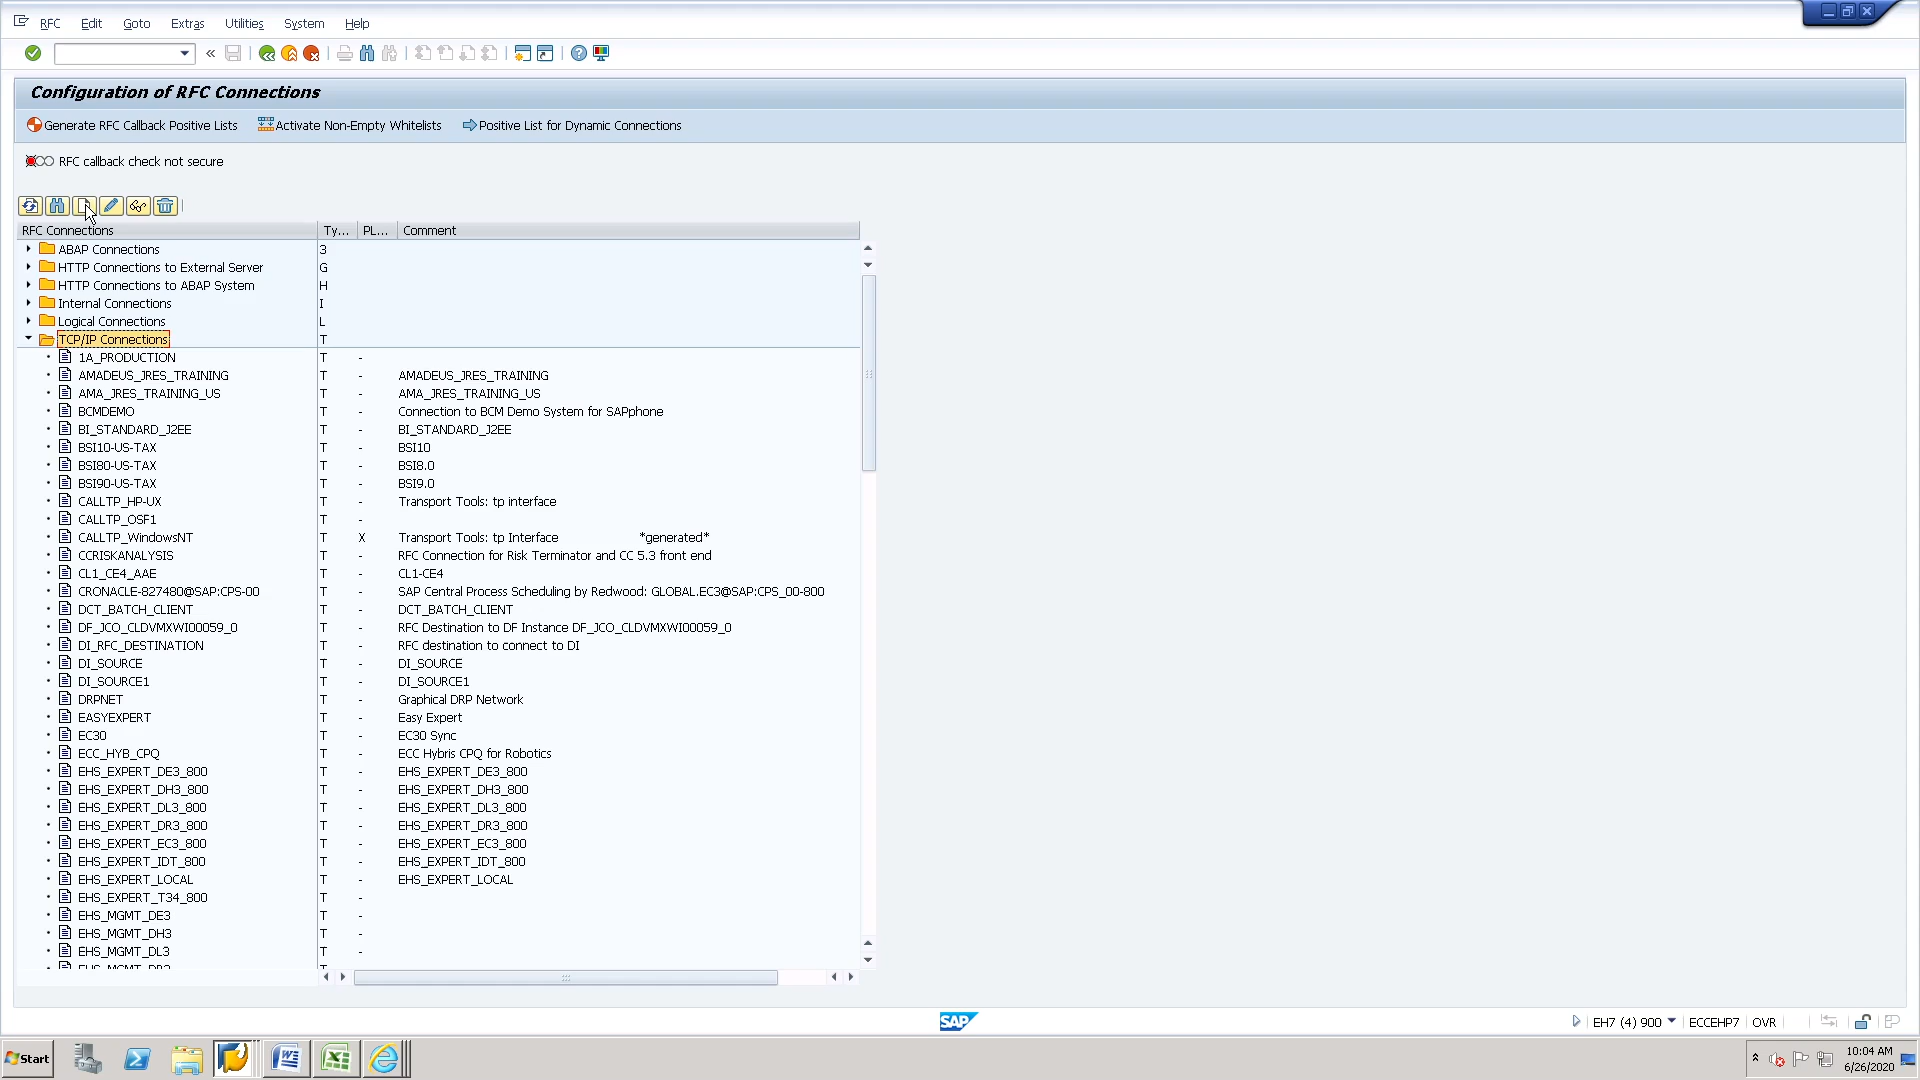 RFC Edit Goto Extras Utilities System Help
Configuration of RFC Connections
Generate RFC Callback Positive Lists Activate Non-Empty Whitelists Positive List for Dynamic Connections
RFC callback check not secure
RFC Connections Ty... PL... Comment
ABAP Connections 3
HTTP Connections to External Server G
HTTP Connections to ABAP System H
Internal Connections I
Logical Connections L
TCP/IP Connections T
1A_PRODUCTION T -
AMADEUS_JRES_TRAINING T - AMADEUS_JRES_TRAINING
AMA_JRES_TRAINING_US T - AMA_JRES_TRAINING_US
BCMDEMO T - Connection to BCM Demo System for SAPphone
BI_STANDARD_J2EE T - BI_STANDARD_J2EE
BSI10-US-TAX T - BSI10
BSI80-US-TAX T - BSI8.0
BSI90-US-TAX T - BSI9.0
CALLTP_HP-UX T - Transport Tools: tp interface
CALLTP_OSF1 T -
CALLTP_WindowsNT T X Transport Tools: tp Interface *generated*
CCRISKANALYSIS T - RFC Connection for Risk Terminator and CC 5.3 front end
CL1_CE4_AAE T - CL1-CE4
CRONACLE-827480@SAP:CPS-00 T - SAP Central Process Scheduling by Redwood: GLOBAL.EC3@SAP:CPS_00-800
DCT_BATCH_CLIENT T - DCT_BATCH_CLIENT
DF_JCO_CLDVMXWI00059_0 T - RFC Destination to DF Instance DF_JCO_CLDVMXWI00059_0
DI_RFC_DESTINATION T - RFC destination to connect to DI
DI_SOURCE T - DI_SOURCE
DI_SOURCE1 T - DI_SOURCE1
DRPNET T - Graphical DRP Network
EASYEXPERT T - Easy Expert
EC30 T - EC30 Sync
ECC_HYB_CPQ T - ECC Hybris CPQ for Robotics
EHS_EXPERT_DE3_800 T - EHS_EXPERT_DE3_800
EHS_EXPERT_DH3_800 T - EHS_EXPERT_DH3_800
EHS_EXPERT_DL3_800 T - EHS_EXPERT_DL3_800
EHS_EXPERT_DR3_800 T - EHS_EXPERT_DR3_800
EHS_EXPERT_EC3_800 T - EHS_EXPERT_EC3_800
EHS_EXPERT_IDT_800 T - EHS_EXPERT_IDT_800
EHS_EXPERT_LOCAL T - EHS_EXPERT_LOCAL
EHS_EXPERT_T34_800 T -
EHS_MGMT_DE3 T -
EHS_MGMT_DH3 T -
EHS_MGMT_DL3 T -
SAP EH7 (4) 900 ECCEHP7 OVR
Start 10:04 AM
6/26/2020